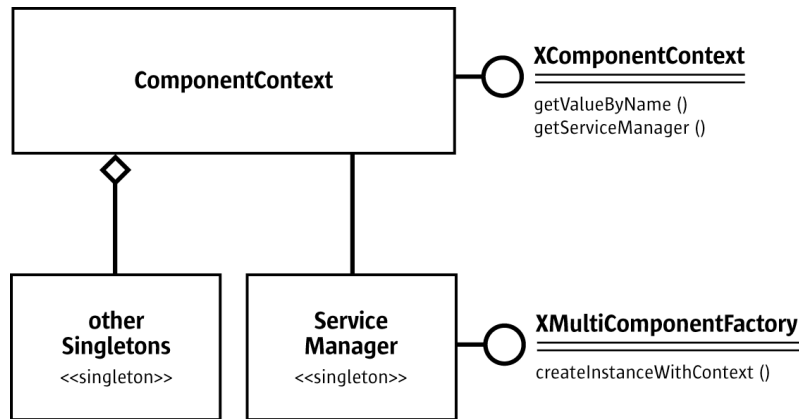 ComponentContext
XComponentContext
getValueByName ()
getServiceManager ()
other
Singletons
<<singleton>>
Service
Manager
<<singleton>>
XMultiComponentFactory
createInstanceWithContext ()